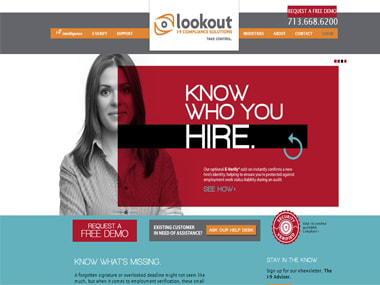 REQUEST A FREE DEMO
lookout
I-9 COMPLIANCE SOLUTIONS
TAKE CONTROL.
713.668.6200
I-9 Intelligence
E-VERIFY
SUPPORT
INDUSTRIES
ABOUT
CONTACT
LOGIN
KNOW
WHO YOU
HIRE.
Our optional E-Verify® add-on instantly confirms a new
hire's identity, helping to ensure you're protected against
employment work status liability during an audit.
SEE HOW ›
REQUEST A
FREE DEMO
EXISTING CUSTOMER
IN NEED OF ASSISTANCE?
ASK OUR HELP DESK
KNOW WHAT'S MISSING.
A forgotten signature or overlooked deadline might not seem like
much, but when it comes to employment verification, these small
STAY IN THE KNOW
Sign up for our eNewsletter, The
I-9 Adviser.